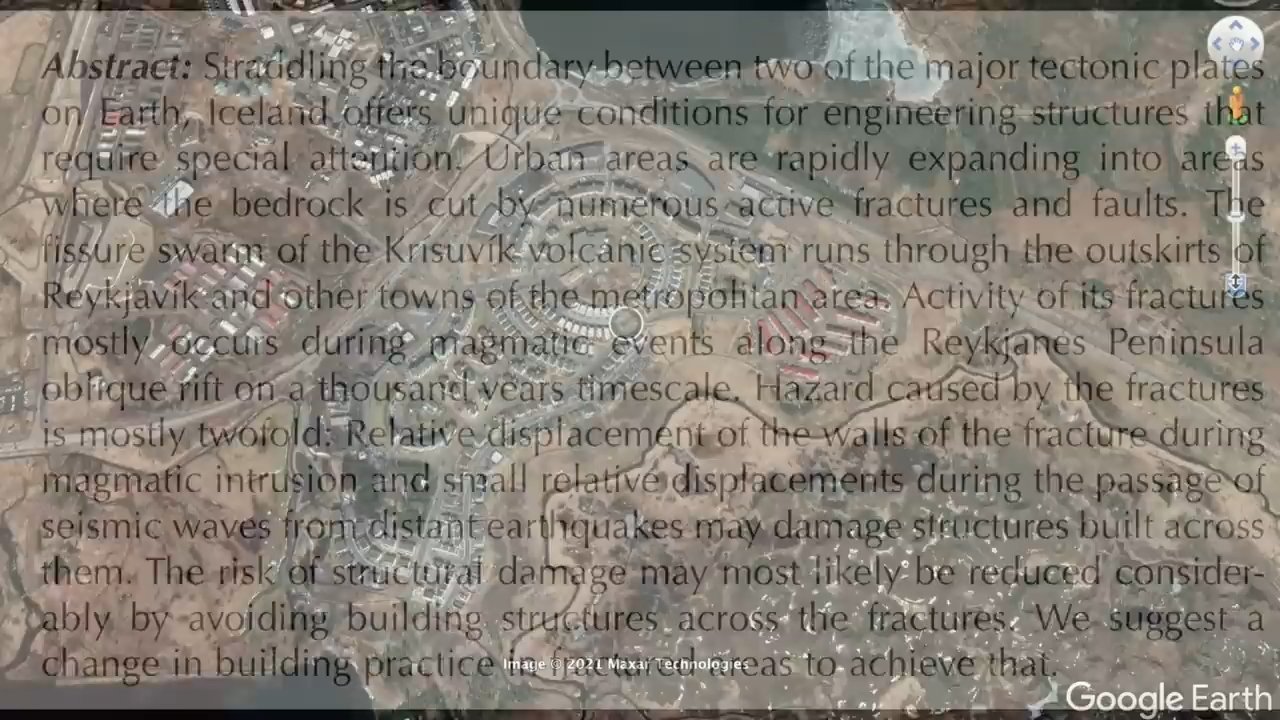 Abstract: Straddling the boundary between two of the major tectonic plates
on Earth, Iceland offers unique conditions for engineering structures that
require special attention. Urban areas are rapidly expanding into areas
where the bedrock is cut by numerous active fractures and faults. The
fissure swarm of the Krisuvík volcanic system runs through the outskirts of
Reykjavík and other towns of the metropolitan area. Activity of its fractures
mostly occurs during magmatic events along the Reykjanes Peninsula
oblique rift on a thousand years timescale. Hazard caused by the fractures
is mostly twofold: Relative displacement of the walls of the fracture during
magmatic intrusion and small relative displacements during the passage of
seismic waves from distant earthquakes may damage structures built across
them. The risk of structural damage may most likely be reduced consider-
ably by avoiding building structures across the fractures. We suggest a
change in building practice in fractured areas to achieve that.
Image © 2021 Maxar Technologies
Google Earth